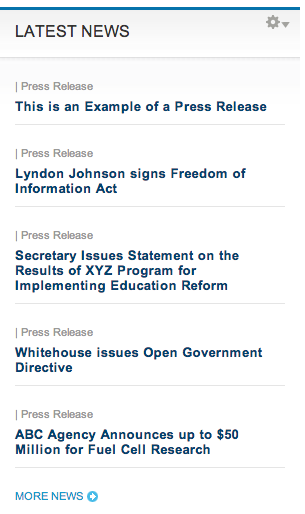 LATEST NEWS
| Press Release
This is an Example of a Press Release
| Press Release
Lyndon Johnson signs Freedom of
Information Act
| Press Release
Secretary Issues Statement on the
Results of XYZ Program for
Implementing Education Reform
| Press Release
Whitehouse issues Open Government
Directive
| Press Release
ABC Agency Announces up to $50
Million for Fuel Cell Research
MORE NEWS